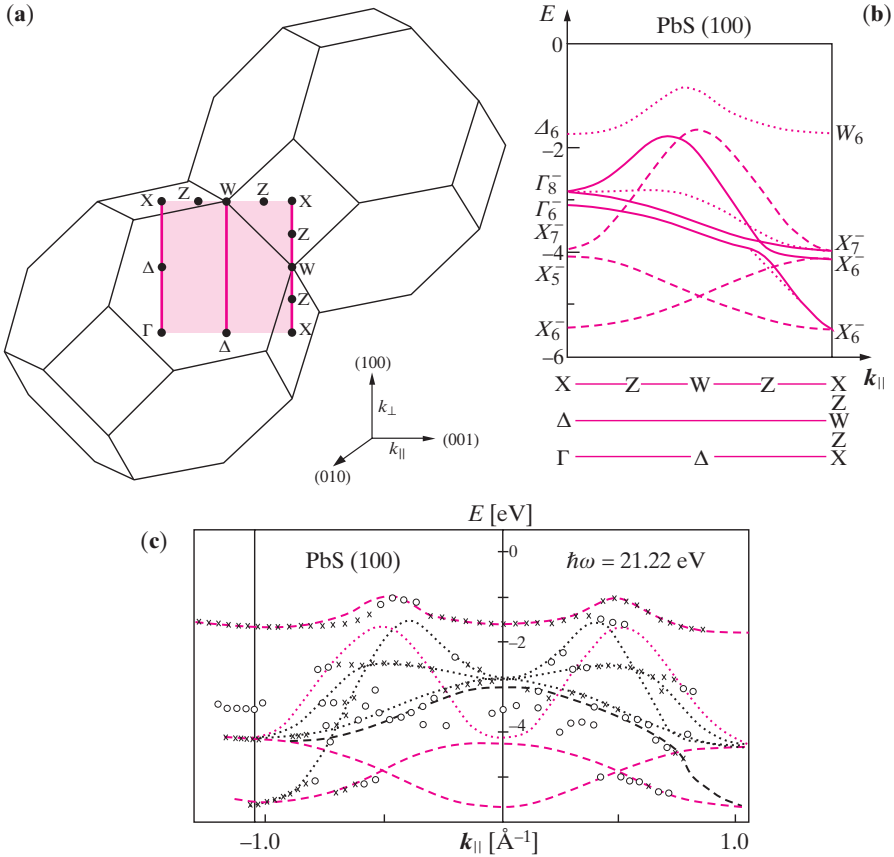 (a)
X Z W Z X
Z
Δ W
Z
Γ Δ X
(100)
k⊥
k|| (001)
(010)
E PbS (100) (b)
0
Δ₆ W₆
−2
Γ₈⁻
Γ₆⁻
X₇⁻ X₇⁻
−4
X₅⁻ X₆⁻
X₆⁻ X₆⁻
−6
k||
X Z W Z X
Z
Δ W
Z
Γ Δ X
E [eV]
(c)
PbS (100) 0 ħω = 21.22 eV
−2
−4
−1.0 k|| [Å⁻¹] 1.0